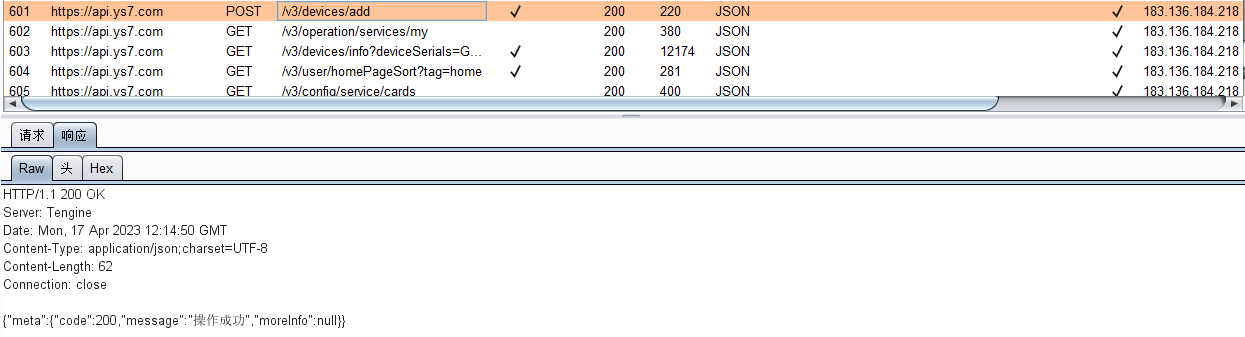 601 https://api.ys7.com POST /v3/devices/add ✓ 200 220 JSON ✓ 183.136.184.218
602 https://api.ys7.com GET /v3/operation/services/my 200 380 JSON ✓ 183.136.184.218
603 https://api.ys7.com GET /v3/devices/info?deviceSerials=G... ✓ 200 12174 JSON ✓ 183.136.184.218
604 https://api.ys7.com GET /v3/user/homePageSort?tag=home ✓ 200 281 JSON ✓ 183.136.184.218
605 https://api.ys7.com GET /v3/config/service/cards 200 400 JSON ✓ 183.136.184.218
请求 响应
Raw 头 Hex
HTTP/1.1 200 OK
Server: Tengine
Date: Mon, 17 Apr 2023 12:14:50 GMT
Content-Type: application/json;charset=UTF-8
Content-Length: 62
Connection: close
{"meta":{"code":200,"message":"操作成功","moreInfo":null}}